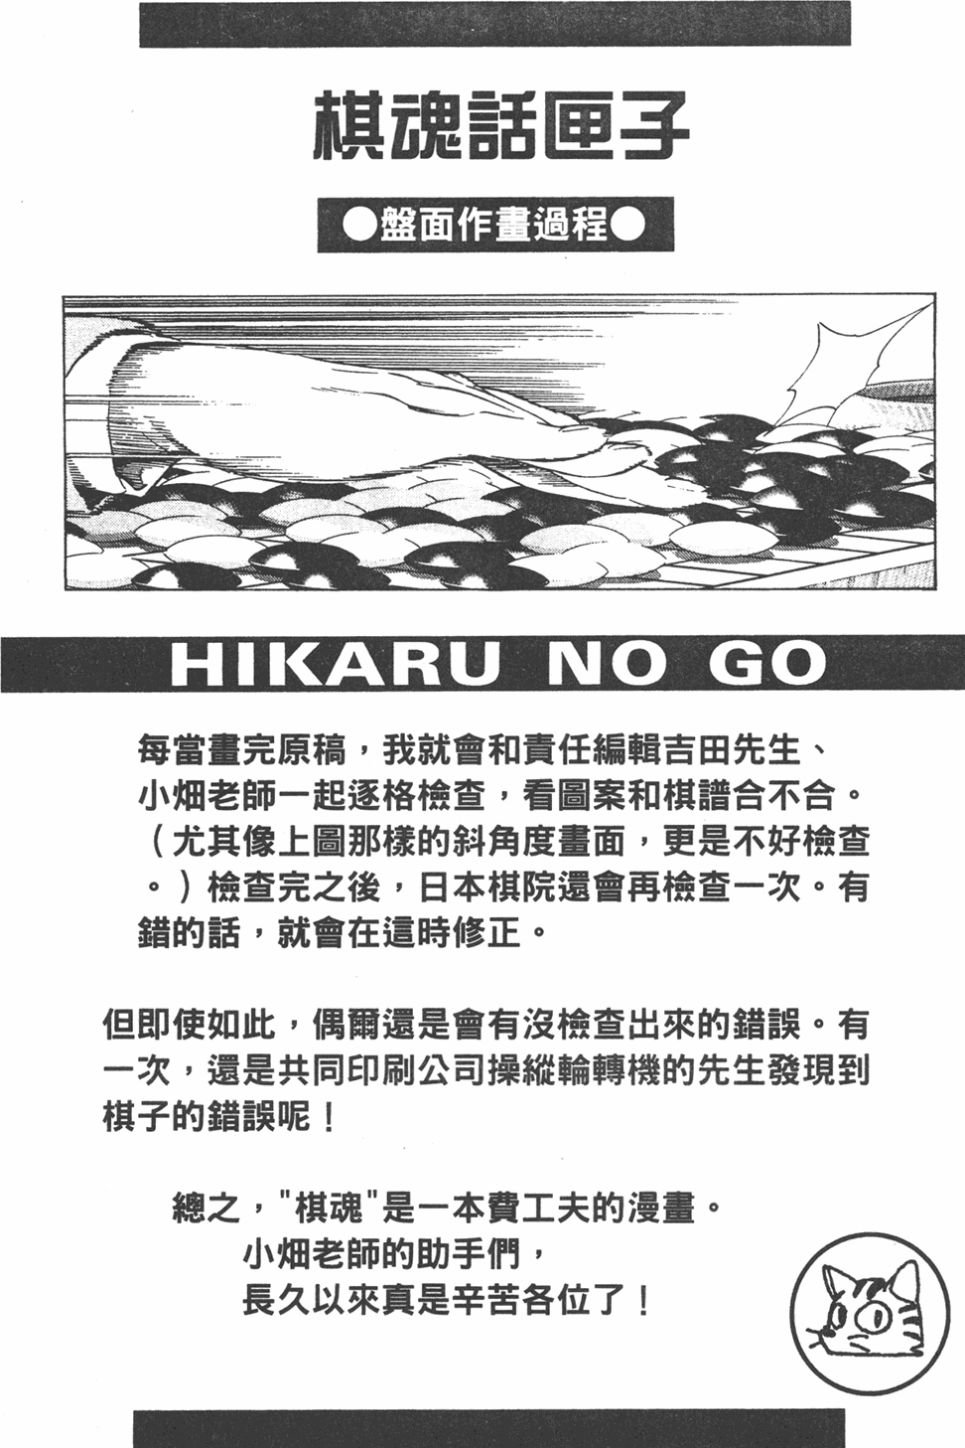 棋魂話匣子
●盤面作畫過程●
HIKARU NO GO
每當畫完原稿，我就會和責任編輯吉田先生、
小畑老師一起逐格檢查，看圖案和棋譜合不合。
（尤其像上圖那樣的斜角度畫面，更是不好檢查
。）檢查完之後，日本棋院還會再檢查一次。有
錯的話，就會在這時修正。
但即使如此，偶爾還是會有沒檢查出來的錯誤。有
一次，還是共同印刷公司操縱輪轉機的先生發現到
棋子的錯誤呢！
總之，"棋魂"是一本費工夫的漫畫。
小畑老師的助手們，
長久以來真是辛苦各位了！